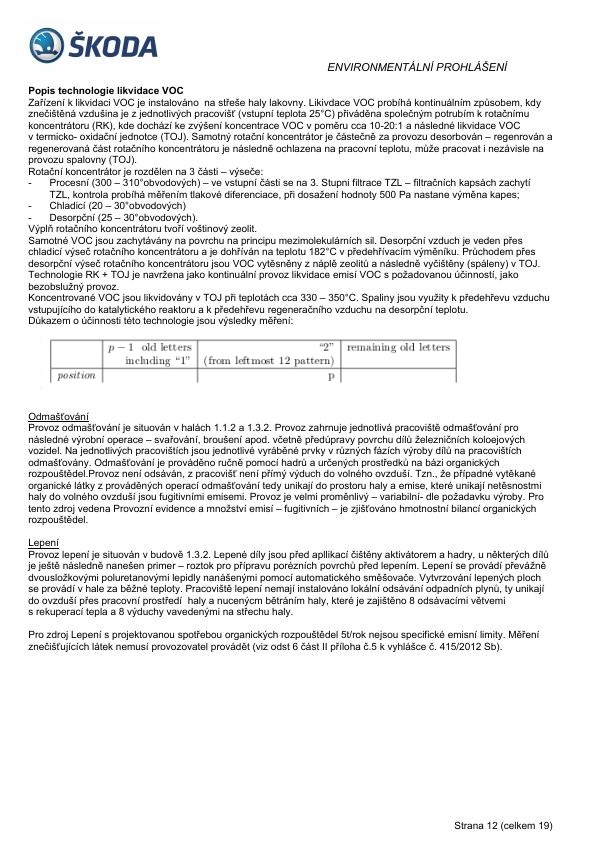 ŠKODA
ENVIRONMENTÁLNÍ PROHLÁŠENÍ
Popis technologie likvidace VOC
Zařízení k likvidaci VOC je instalováno na střeše haly lakovny. Likivdace VOC probíhá kontinuálním způsobem, kdy
znečištěná vzdušina je z jednotlivých pracovišť (vstupní teplota 25°C) přiváděna společným potrubím k rotačnímu
koncentrátoru (RK), kde dochází ke zvýšení koncentrace VOC v poměru cca 10-20:1 a následné likvidace VOC
v termicko- oxidační jednotce (TOJ). Samotný rotační koncentrátor je částečně za provozu desorbován – regenrován a
regenerovaná část rotačního koncentrátoru je následně ochlazena na pracovní teplotu, může pracovat i nezávisle na
provozu spalovny (TOJ).
Rotační koncentrátor je rozdělen na 3 části – výseče:
- Procesní (300 – 310°obvodových) – ve vstupní části se na 3. Stupni filtrace TZL – filtračních kapsách zachytí
TZL, kontrola probíhá měřením tlakové diferenciace, při dosažení hodnoty 500 Pa nastane výměna kapes;
- Chladící (20 – 30°obvodových)
- Desorpční (25 – 30°obvodových).
Výplň rotačního koncentrátoru tvoří voštinový zeolit.
Samotné VOC jsou zachytávány na povrchu na principu mezimolekulárních sil. Desorpční vzduch je veden přes
chladící výseč rotačního koncentrátoru a je dohříván na teplotu 182°C v předehřívacím výměníku. Průchodem přes
desorpční výseč rotačního koncentrátoru jsou VOC vytěsněny z náplě zeolitů a následně vyčištěny (spáleny) v TOJ.
Technologie RK + TOJ je navržena jako kontinuální provoz likvidace emisí VOC s požadovanou účinností, jako
bezobslužný provoz.
Koncentrované VOC jsou likvidovány v TOJ při teplotách cca 330 – 350°C. Spaliny jsou využity k předehřevu vzduchu
vstupujícího do katalytického reaktoru a k předehřevu regeneračního vzduchu na desorpční teplotu.
Důkazem o účinnosti této technologie jsou výsledky měření:
p − 1 old letters “2” remaining old letters
including “1” (from leftmost 12 pattern)
position p
Odmašťování
Provoz odmašťování je situován v halách 1.1.2 a 1.3.2. Provoz zahrnuje jednotlivá pracoviště odmašťování pro
následné výrobní operace – svařování, broušení apod. včetně předúpravy povrchu dílů železničních kolejových
vozidel. Na jednotlivých pracovištích jsou jednotlivé vyráběné prvky v různých fázích výroby dílů na pracovištích
odmašťovány. Odmašťování je prováděno ručně pomocí hadrů a určených prostředků na bázi organických
rozpouštědel.Provoz není odsáván, z pracovišť není přímý výduch do volného ovzduší. Tzn., že případné vytěkané
organické látky z prováděných operací odmašťování tedy unikají do prostoru haly a emise, které unikají netěsnostmi
haly do volného ovzduší jsou fugitivními emisemi. Provoz je velmi proměnlivý – variabilní- dle požadavku výroby. Pro
tento zdroj vedena Provozní evidence a množství emisí – fugitivních – je zjišťováno hmotnostní bilancí organických
rozpouštědel.
Lepení
Provoz lepení je situován v budově 1.3.2. Lepené díly jsou před apllikací čištěny aktivátorem a hadry, u některých dílů
je ještě následně nanešen primer – roztok pro přípravu porézních povrchů před lepením. Lepení se provádí převážně
dvousložkovými poluretanovými lepidly nanášenými pomocí automatického směšovače. Vytvrzování lepených ploch
se provádí v hale za běžné teploty. Pracoviště lepení nemají instalováno lokální odsávání odpadních plynů, ty unikají
do ovzduší přes pracovní prostředí haly a nucenýcm bětráním haly, které je zajištěno 8 odsávacími větvemi
s rekuperací tepla a 8 výduchy vavedenými na střechu haly.
Pro zdroj Lepení s projektovanou spotřebou organických rozpouštědel 5t/rok nejsou specifické emisní limity. Měření
znečišťujících látek nemusí provozovatel provádět (viz odst 6 část II příloha č.5 k vyhlášce č. 415/2012 Sb).
Strana 12 (celkem 19)